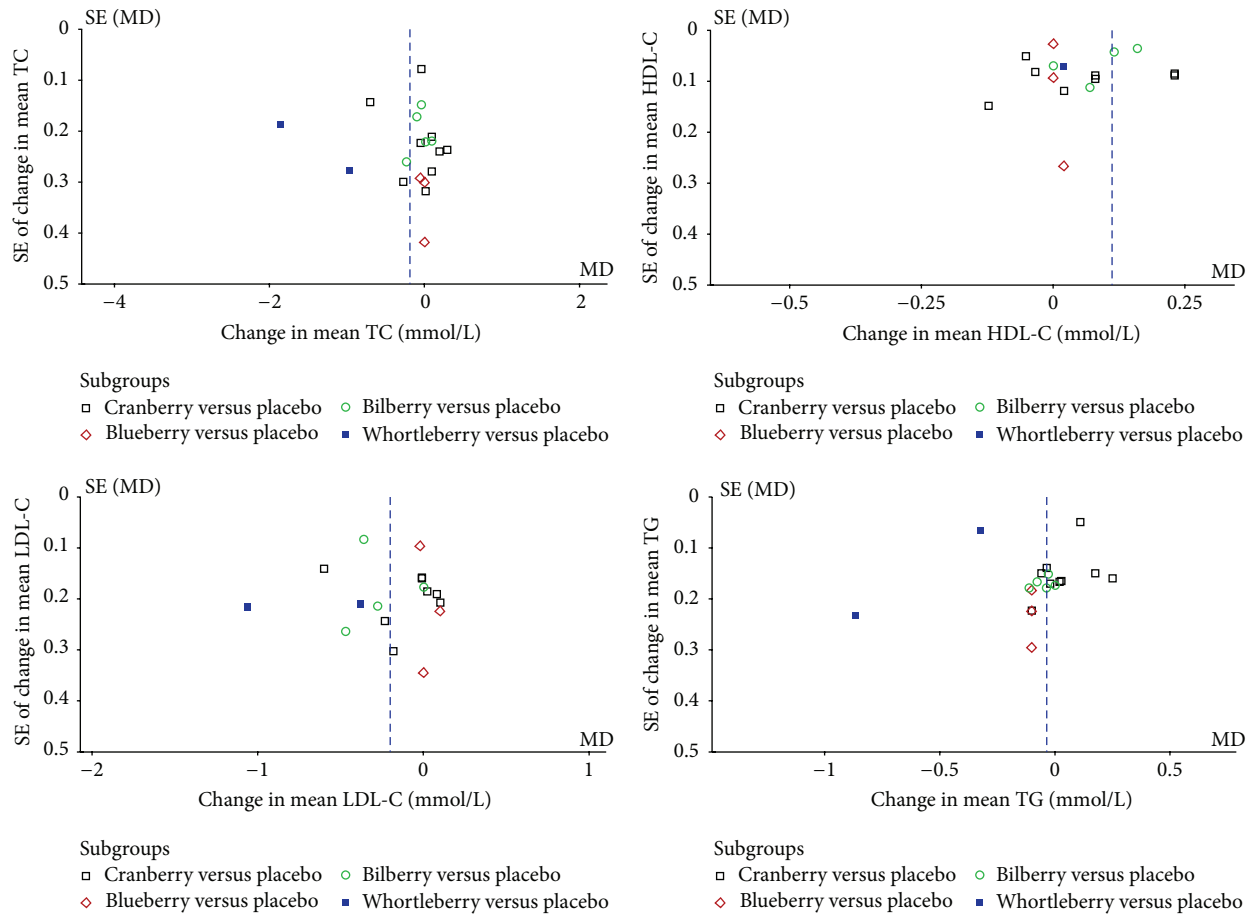 SE (MD)
0
0.1
0.2
0.3
0.4
0.5
SE of change in mean TC
MD
−4
−2
0
2
Change in mean TC (mmol/L)
Subgroups
Cranberry versus placebo
Bilberry versus placebo
Blueberry versus placebo
Whortleberry versus placebo
SE (MD)
0
0.1
0.2
0.3
0.4
0.5
SE of change in mean HDL-C
MD
−0.5
−0.25
0
0.25
Change in mean HDL-C (mmol/L)
Subgroups
Cranberry versus placebo
Bilberry versus placebo
Blueberry versus placebo
Whortleberry versus placebo
SE (MD)
0
0.1
0.2
0.3
0.4
0.5
SE of change in mean LDL-C
MD
−2
−1
0
1
Change in mean LDL-C (mmol/L)
Subgroups
Cranberry versus placebo
Bilberry versus placebo
Blueberry versus placebo
Whortleberry versus placebo
SE (MD)
0
0.1
0.2
0.3
0.4
0.5
SE of change in mean TG
MD
−1
−0.5
0
0.5
Change in mean TG (mmol/L)
Subgroups
Cranberry versus placebo
Bilberry versus placebo
Blueberry versus placebo
Whortleberry versus placebo